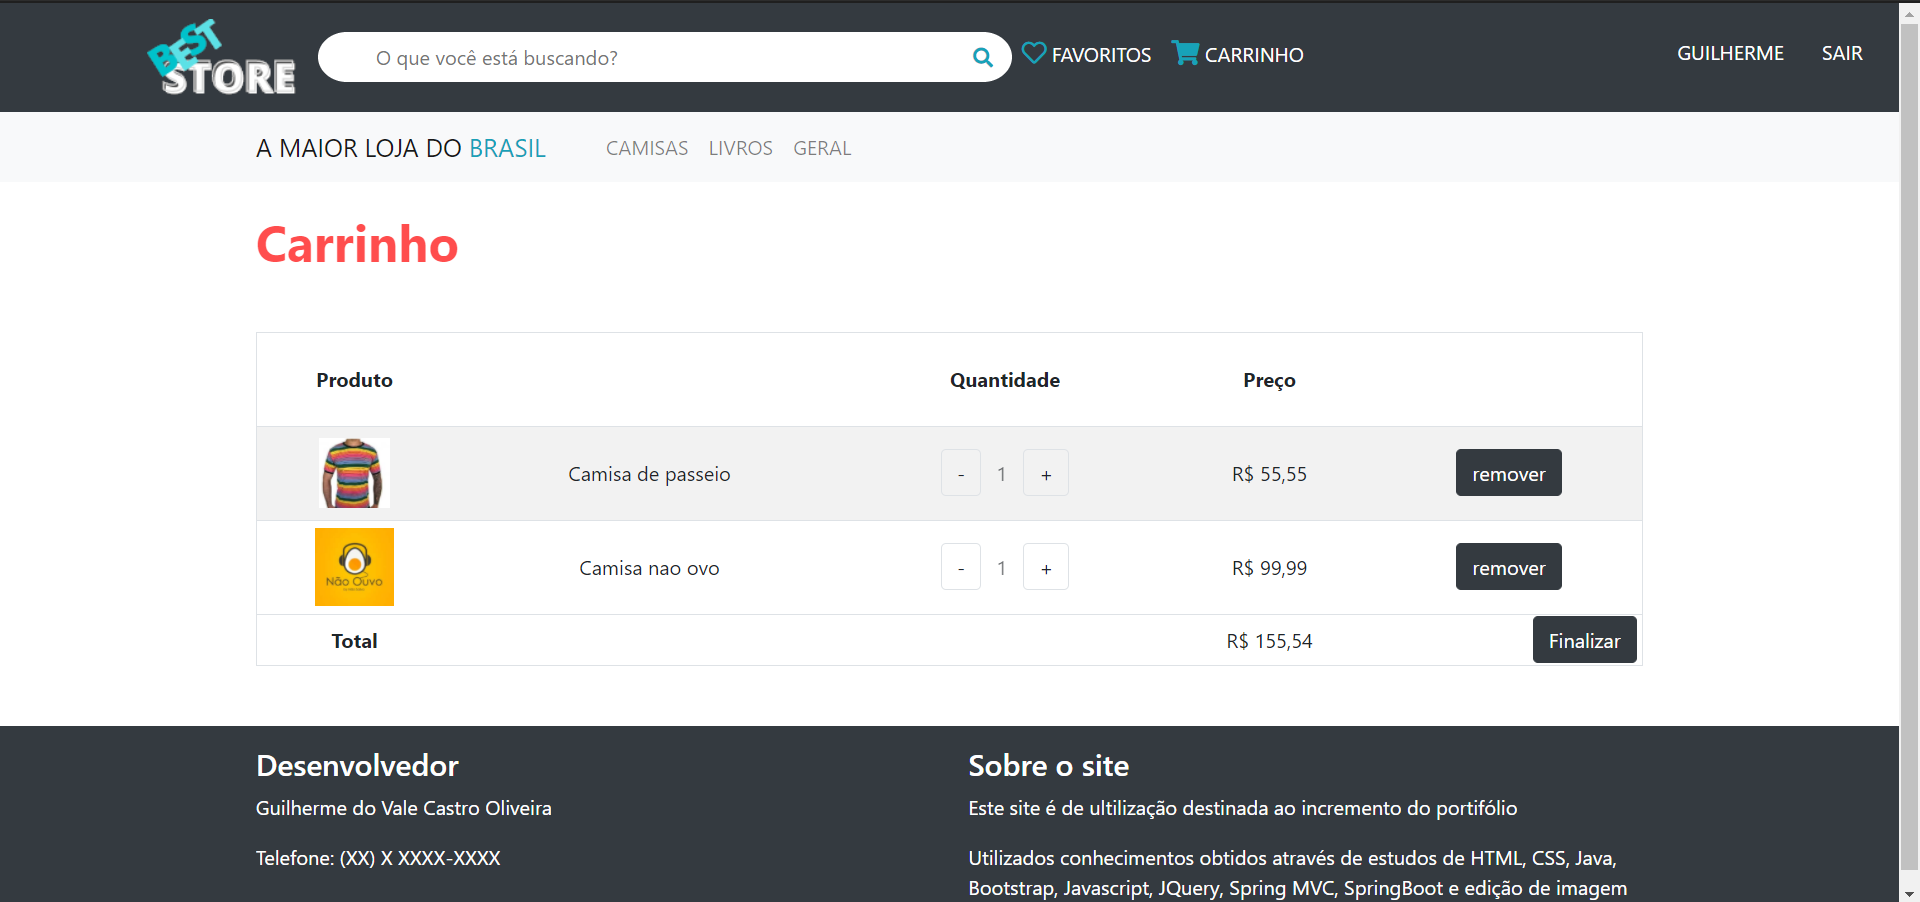 BEST
STORE
O que você está buscando?
FAVORITOS
CARRINHO
GUILHERME
SAIR
A MAIOR LOJA DO BRASIL
CAMISAS
LIVROS
GERAL
Carrinho
Produto
Quantidade
Preço
Camisa de passeio
- 1 +
R$ 55,55
remover
Não Ouvo
Camisa nao ovo
- 1 +
R$ 99,99
remover
Total
R$ 155,54
Finalizar
Desenvolvedor
Guilherme do Vale Castro Oliveira
Telefone: (XX) X XXXX-XXXX
Sobre o site
Este site é de ultilização destinada ao incremento do portifólio
Utilizados conhecimentos obtidos através de estudos de HTML, CSS, Java,
Bootstrap, Javascript, JQuery, Spring MVC, SpringBoot e edição de imagem